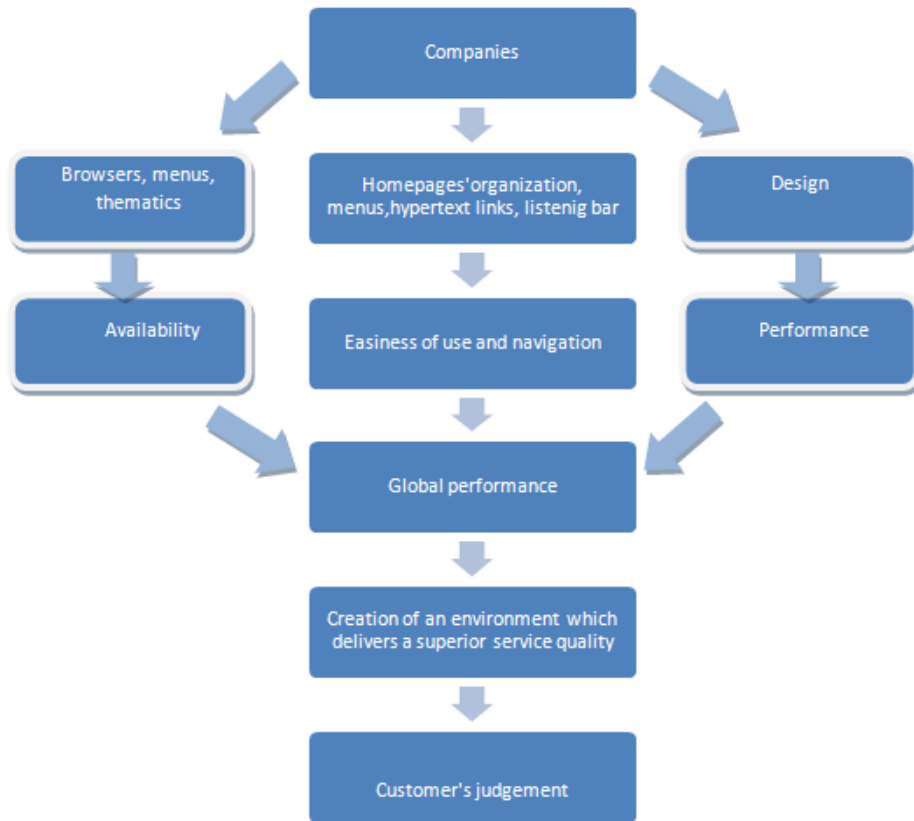 Companies
Browsers, menus,
thematics
Homepages'organization,
menus,hypertext links, listenig bar
Design
Availability
Easiness of use and navigation
Performance
Global performance
Creation of an environment which
delivers a superior service quality
Customer's judgement